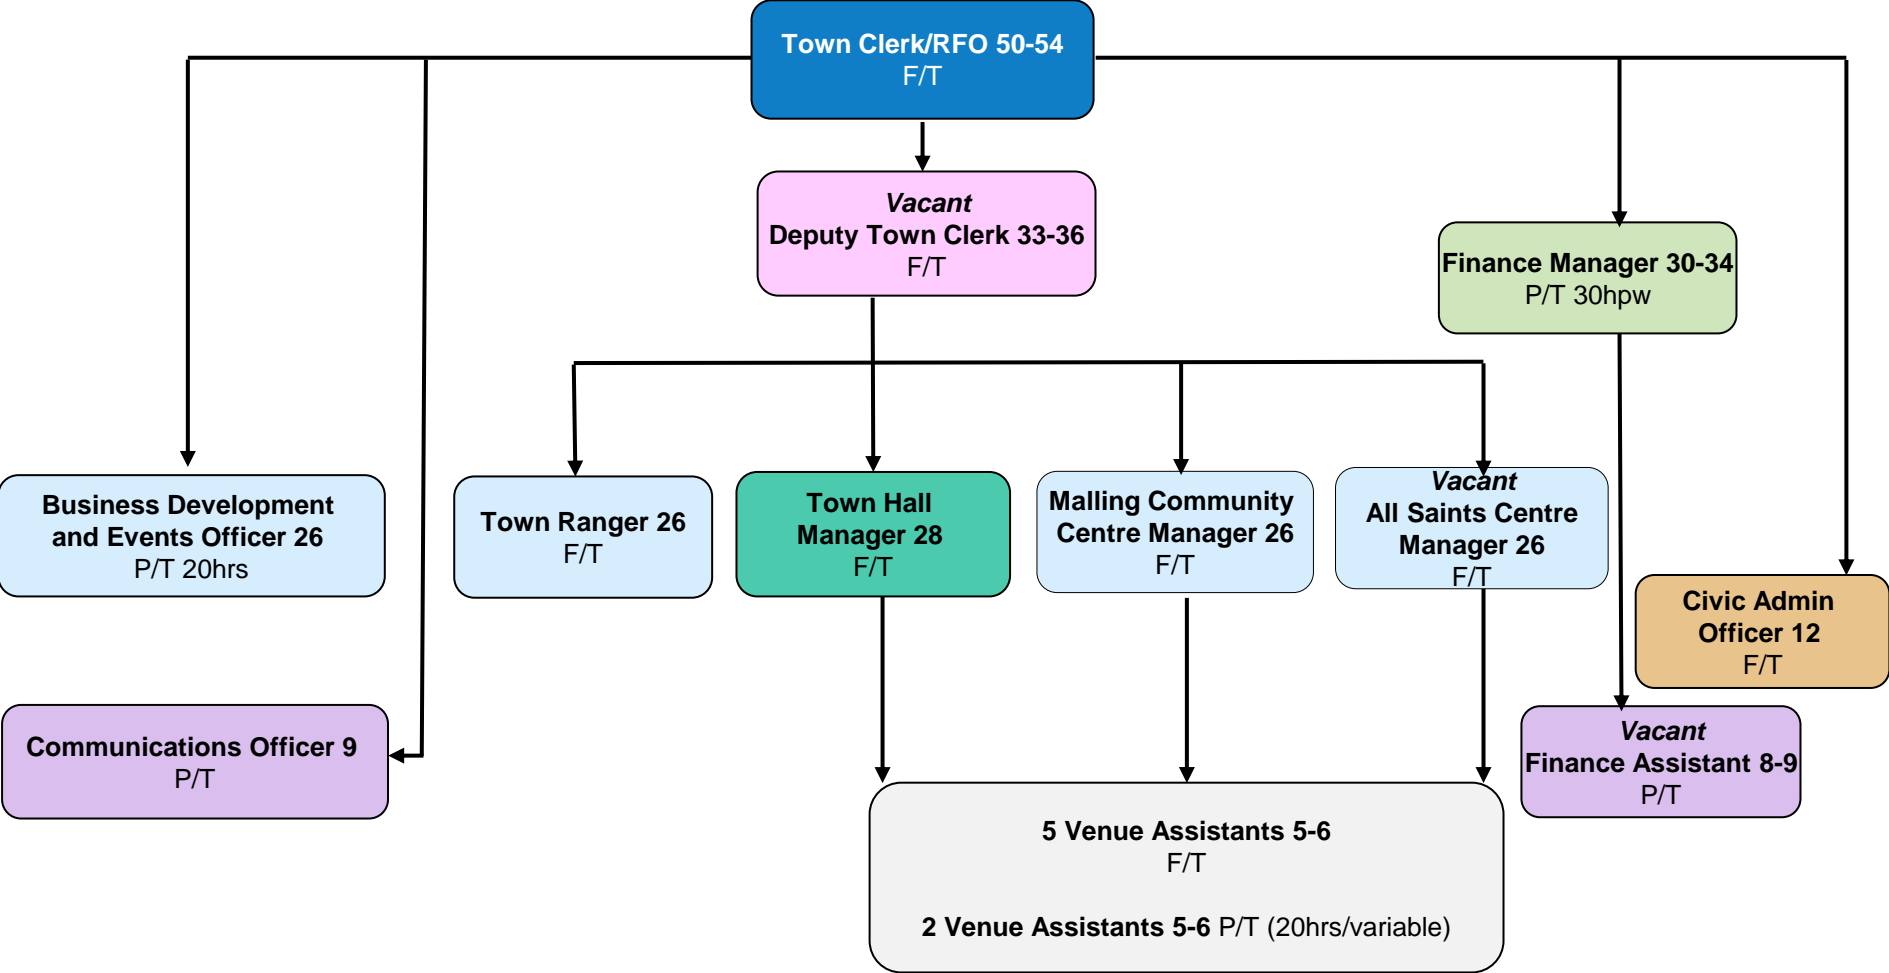 Town Clerk/RFO 50-54
F/T
Vacant
Deputy Town Clerk 33-36
F/T
Finance Manager 30-34
P/T 30hpw
Business Development
and Events Officer 26
P/T 20hrs
Town Ranger 26
F/T
Town Hall
Manager 28
F/T
Malling Community
Centre Manager 26
F/T
Vacant
All Saints Centre
Manager 26
F/T
Civic Admin
Officer 12
F/T
Communications Officer 9
P/T
Vacant
Finance Assistant 8-9
P/T
5 Venue Assistants 5-6
F/T
2 Venue Assistants 5-6 P/T (20hrs/variable)